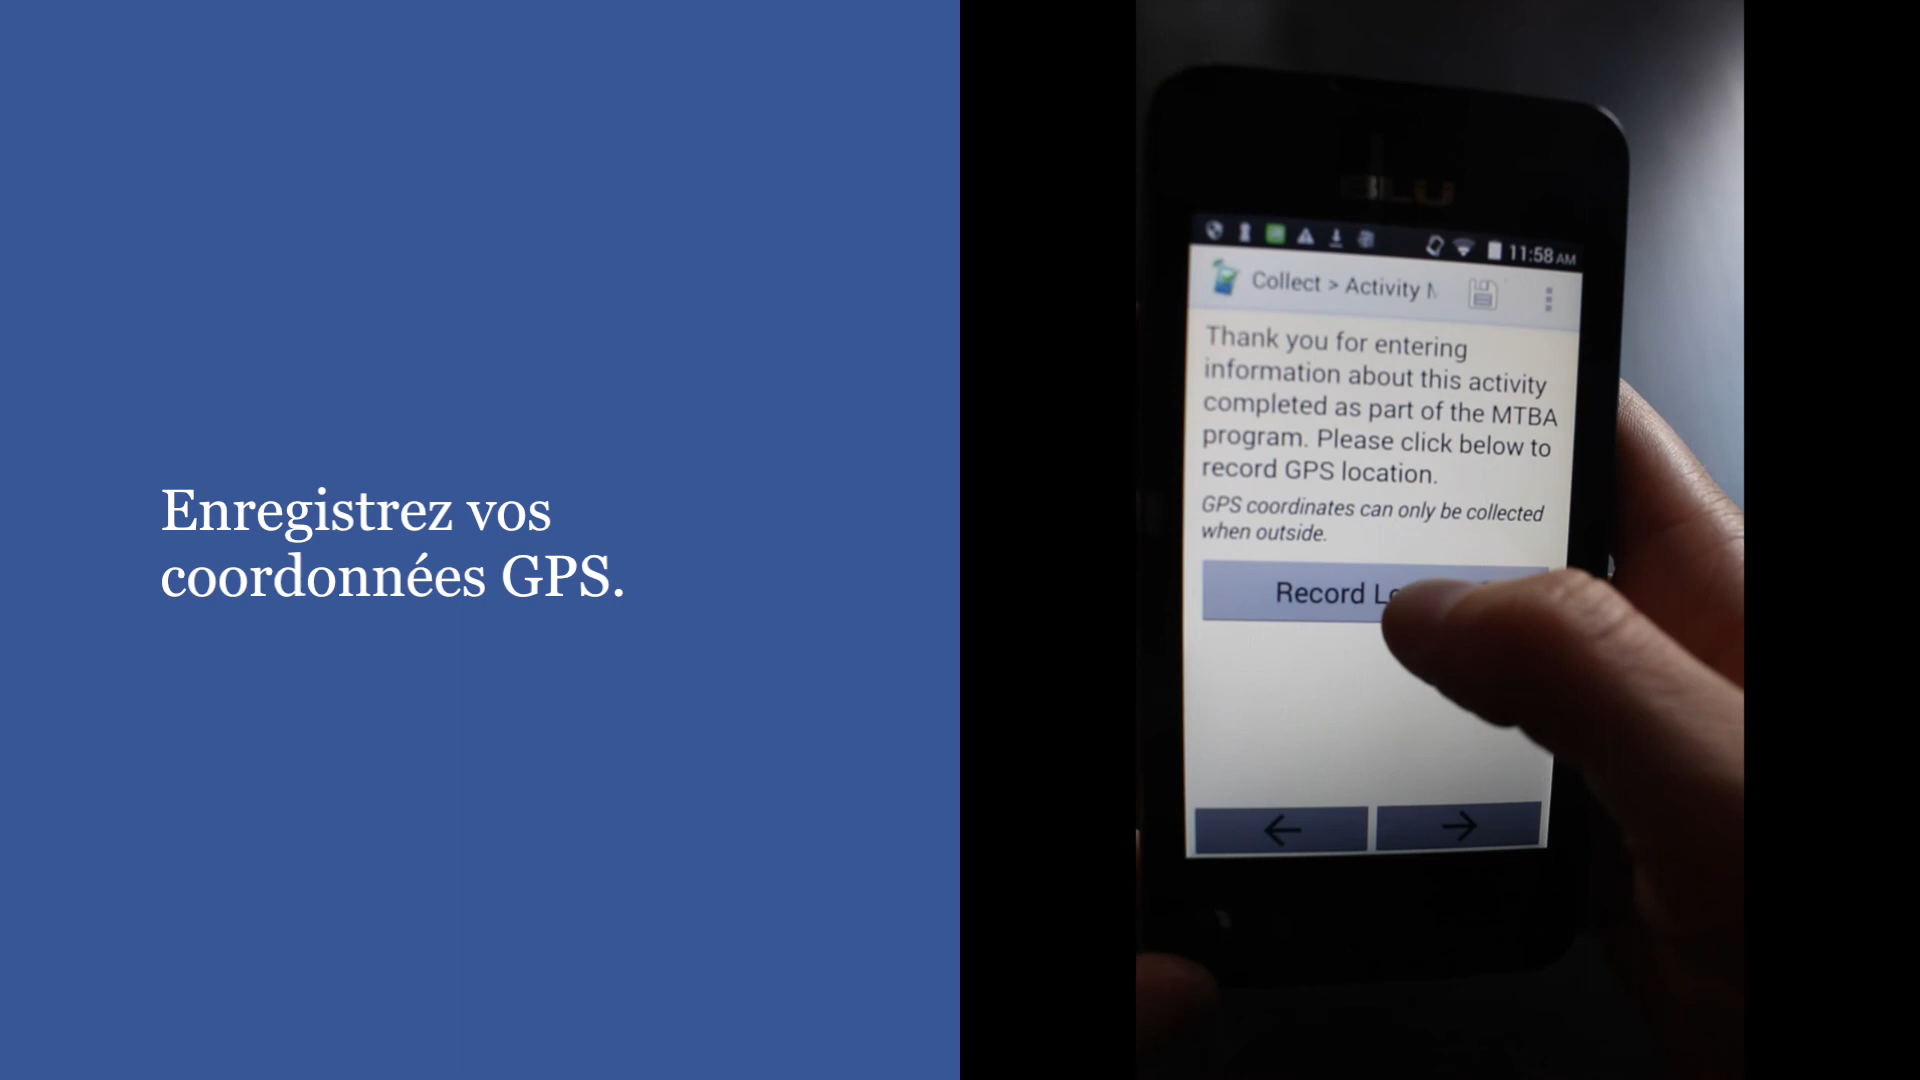 Enregistrez vos
coordonnées GPS.
BLU
11:58 AM
Collect > Activity
Thank you for entering
information about this activity
completed as part of the MTBA
program. Please click below to
record GPS location.
GPS coordinates can only be collected
when outside.
Record